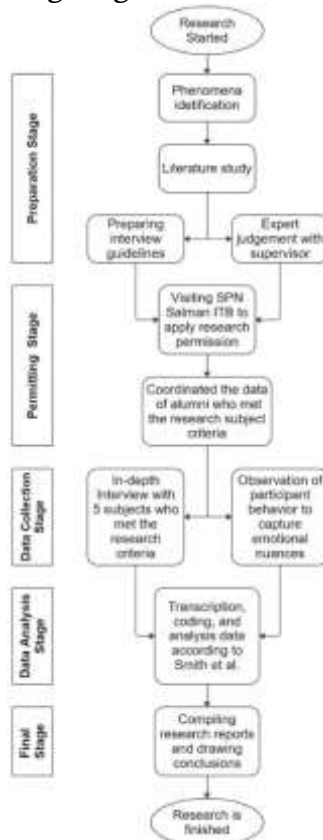 Research
Started
Preparation Stage
Phenomena
idetification
Literature study
Preparing
interview
guidelines
Expert
judgement with
supervisor
Permitting Stage
Visiting SPN
Salman ITB to
apply research
permission
Coordinated the data
of alumni who met
the research subject
criteria
Data Collection
Stage
In-depth
Interview with
5 subjects who
met the
research criteria
Observation of
participant
behavior to
capture
emotional
nuances
Data Analysis
Stage
Transcription,
coding, and
analysis data
according to
Smith et al.
Final
Stage
Compiling
research reports
and drawing
conclusions
Research is
finished